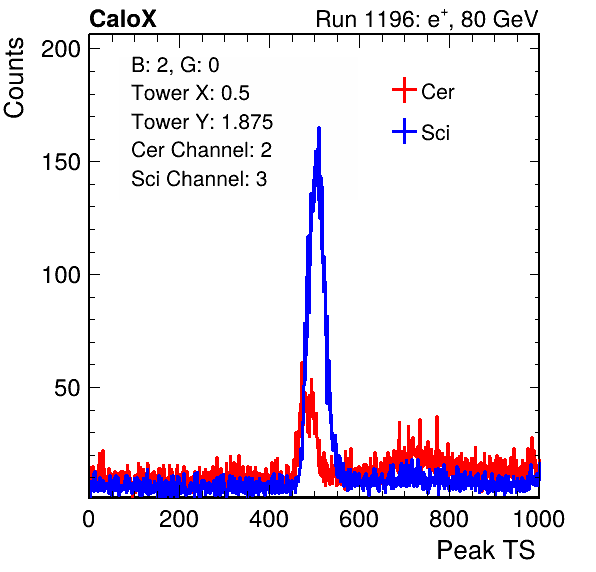 CaloX Run 1196: e⁺, 80 GeV
Counts
200
150
100
50
B: 2, G: 0
Tower X: 0.5
Tower Y: 1.875
Cer Channel: 2
Sci Channel: 3
Cer
Sci
0 200 400 600 800 1000
Peak TS